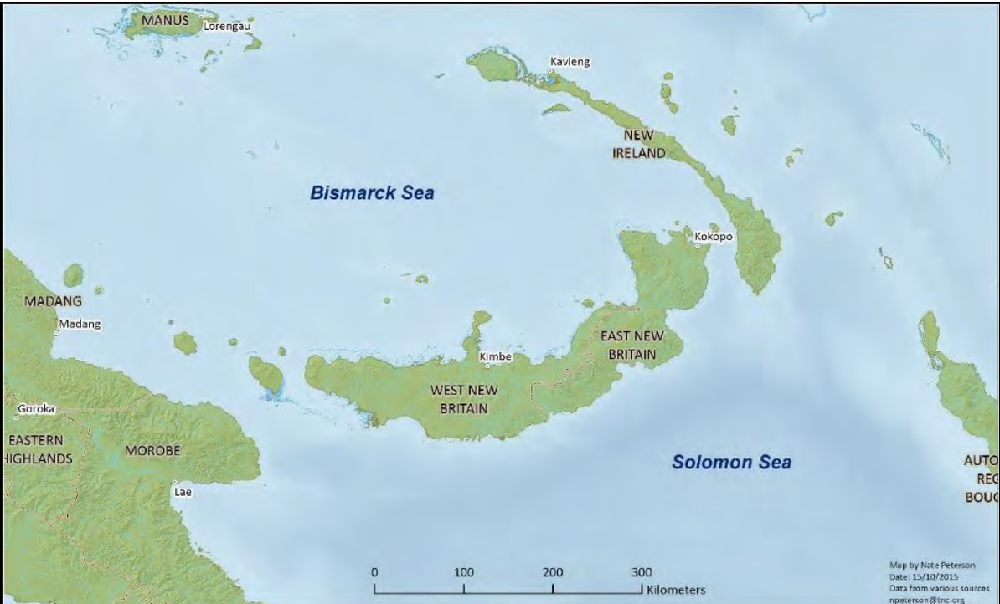 MANUS
Lorengau
Kavieng
NEW
IRELAND
Bismarck Sea
Kokopo
MADANG
Madang
EAST NEW
BRITAIN
Kimbe
WEST NEW
BRITAIN
Goroka
EASTERN
HIGHLANDS
MOROBE
Solomon Sea
AUTO
REG
BOUG
Lae
0 100 200 300
Kilometers
Map by Nate Peterson
Date: 15/10/2015
Data from various sources
npeterson@tnc.org